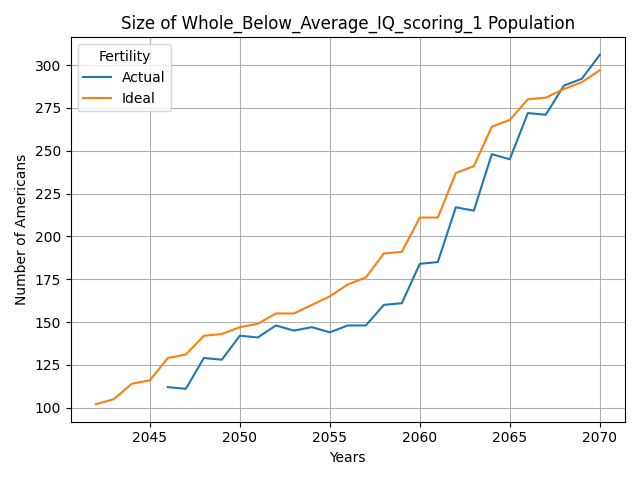 Size of Whole_Below_Average_IQ_scoring_1 Population
Fertility
Actual
Ideal
Number of Americans
300
275
250
225
200
175
150
125
100
2045 2050 2055 2060 2065 2070
Years